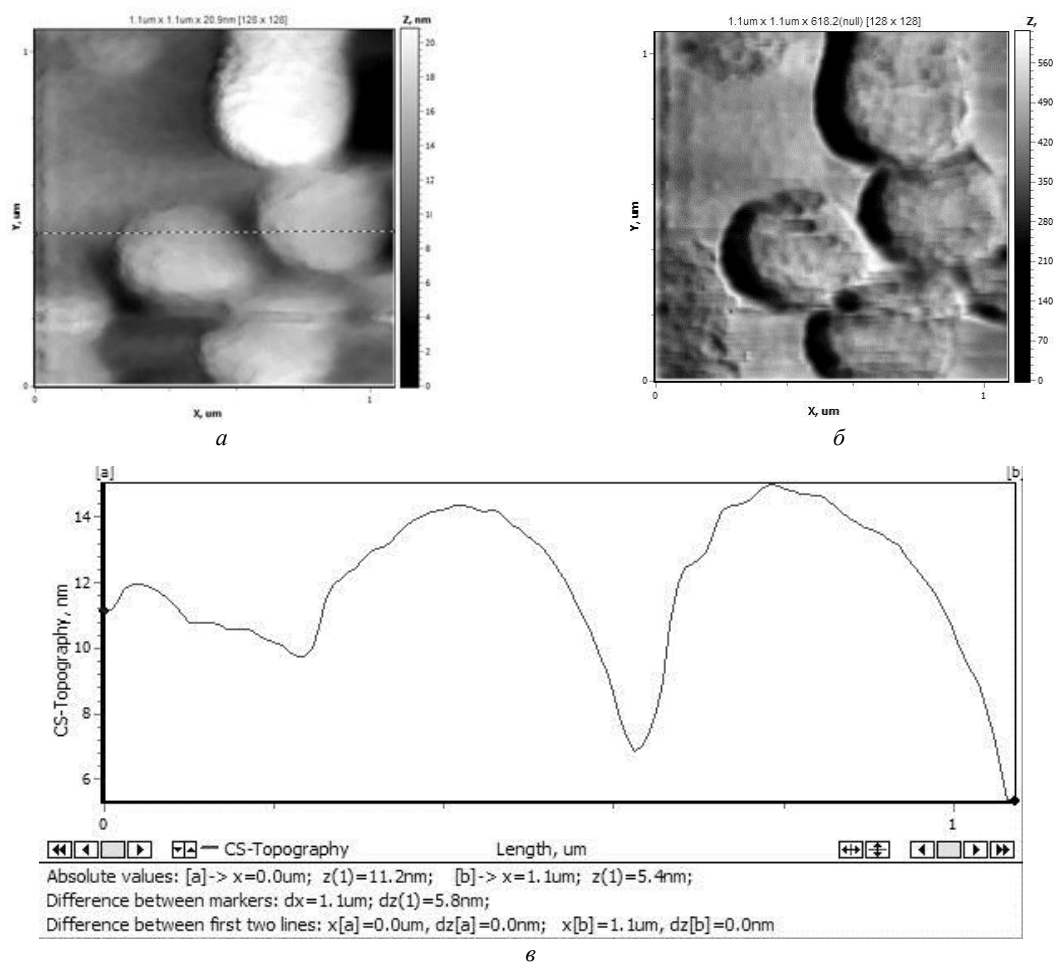 1.1um x 1.1um x 20.9nm [128 x 128]
Z, nm
20
18
16
14
12
10
8
6
4
2
0
1
Y, um
0
0
1
X, um
а
1.1um x 1.1um x 618.2(null) [128 x 128]
Z,
560
490
420
350
280
210
140
70
0
1
Y, um
0
0
1
X, um
б
[a]
[b]
14
12
10
8
6
CS-Topography, nm
0
1
CS-Topography
Length, um
Absolute values: [a]-> x=0.0um; z(1)=11.2nm; [b]-> x=1.1um; z(1)=5.4nm;
Difference between markers: dx=1.1um; dz(1)=5.8nm;
Difference between first two lines: x[a]=0.0um, dz[a]=0.0nm; x[b]=1.1um, dz[b]=0.0nm
в